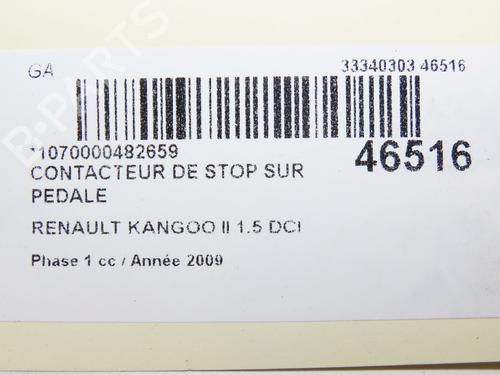 GA 33340303 46516
*1070000482659 46516
CONTACTEUR DE STOP SUR
PEDALE
RENAULT KANGOO II 1.5 DCI
Phase 1 cc / Année 2009
B-PARTS